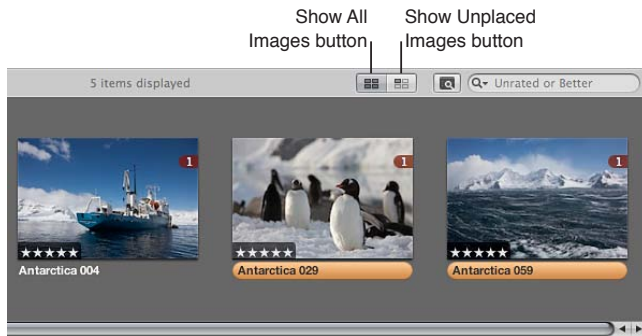 Show All
Images button
Show Unplaced
Images button
5 items displayed
Unrated or Better
1
1
1
Antarctica 004
Antarctica 029
Antarctica 059